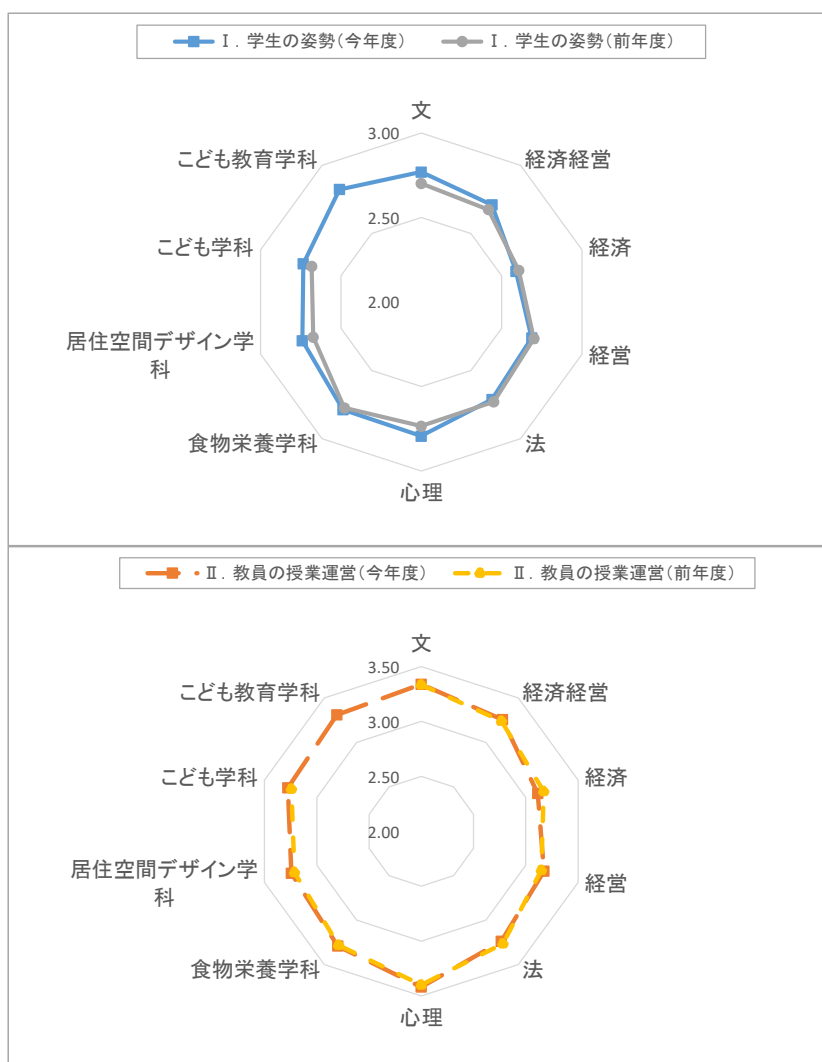 Ⅰ．学生の姿勢(今年度) Ⅰ．学生の姿勢(前年度)
文
3.00
こども教育学科 経済経営
2.50
こども学科 経済
2.00
居住空間デザイン学
科
経営
食物栄養学科 法
心理
Ⅱ．教員の授業運営(今年度) Ⅱ．教員の授業運営(前年度)
文
3.50
こども教育学科 経済経営
3.00
こども学科 経済
2.50
2.00
居住空間デザイン学
科
経営
食物栄養学科 法
心理